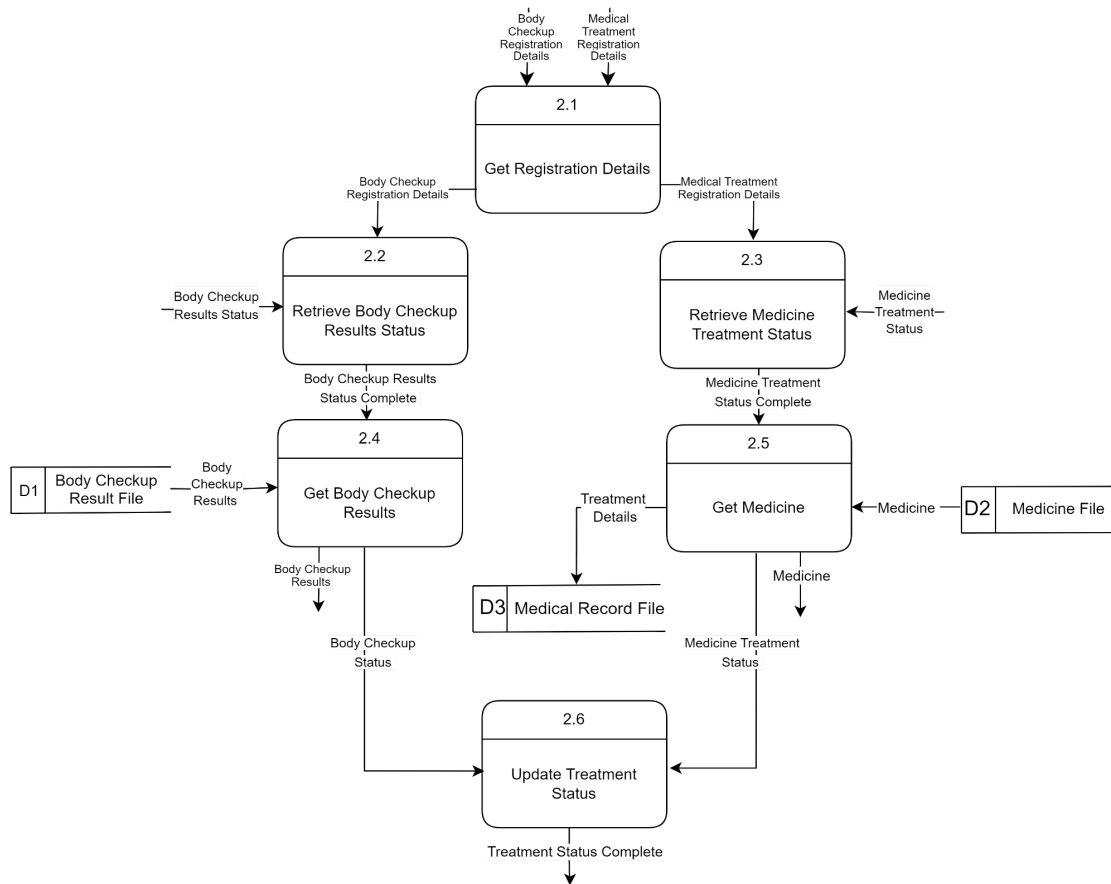 Body
Checkup
Registration
Details
Medical
Treatment
Registration
Details
2.1
Get Registration Details
Body Checkup
Registration Details
Medical Treatment
Registration Details
2.2
Retrieve Body Checkup
Results Status
2.3
Retrieve Medicine
Treatment Status
Body Checkup
Results Status
Medicine
Treatment
Status
Body Checkup Results
Status Complete
Medicine Treatment
Status Complete
2.4
Get Body Checkup
Results
2.5
Get Medicine
D1
Body Checkup
Result File
Body
Checkup
Results
Treatment
Details
Medicine
D2
Medicine File
Body Checkup
Results
Medicine
D3
Medical Record File
Body Checkup
Status
Medicine Treatment
Status
2.6
Update Treatment
Status
Treatment Status Complete